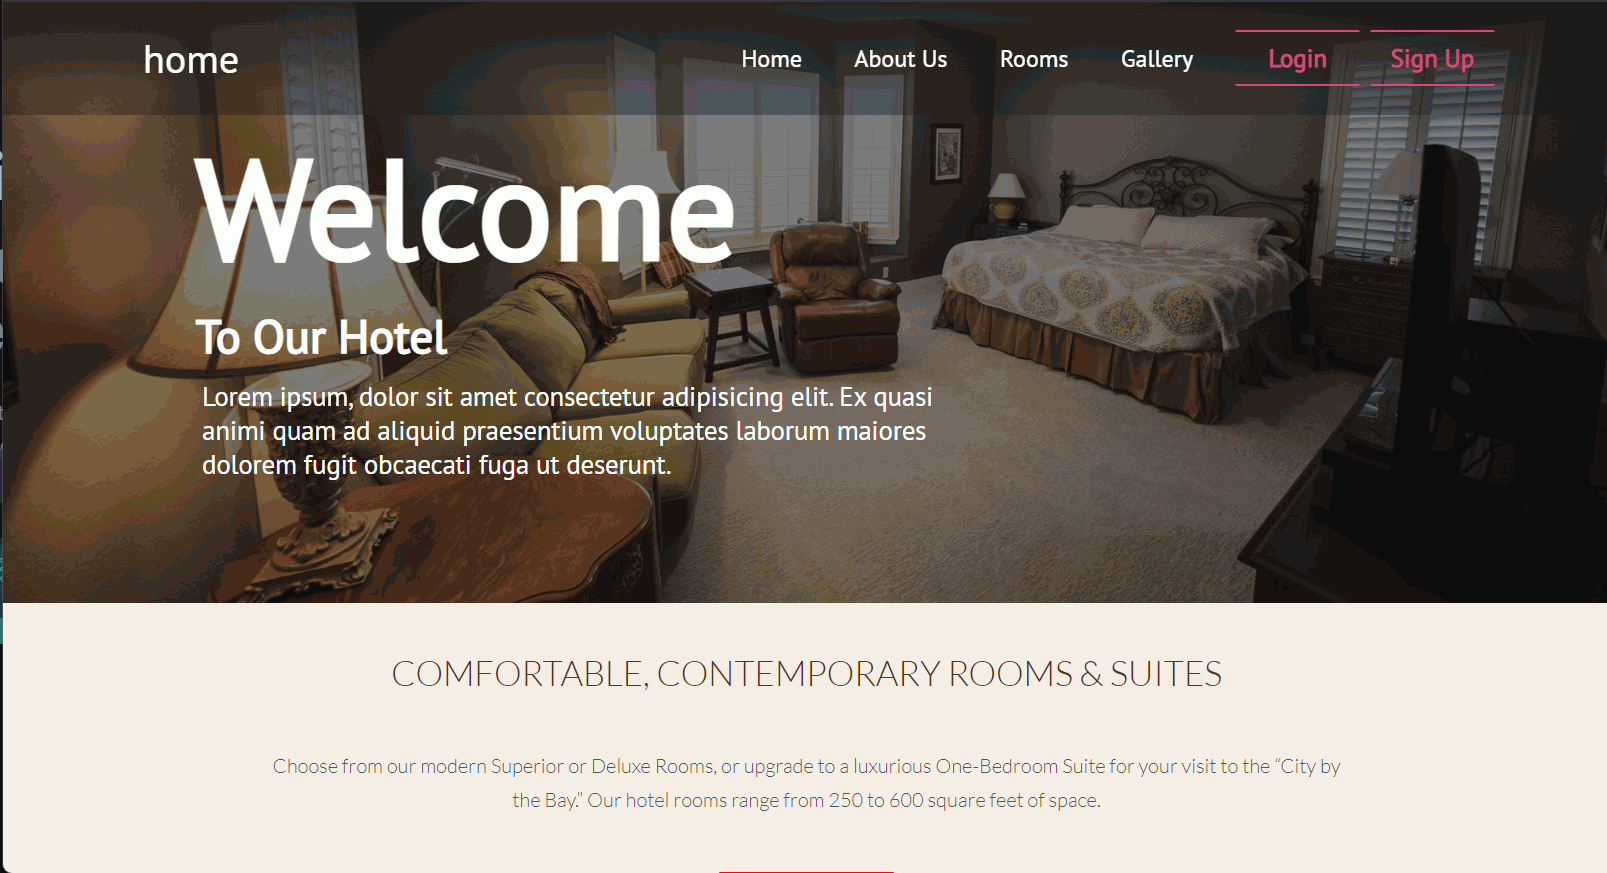 home
Home
About Us
Rooms
Gallery
Login
Sign Up
Welcome
To Our Hotel
Lorem ipsum, dolor sit amet consectetur adipisicing elit. Ex quasi
animi quam ad aliquid praesentium voluptates laborum maiores
dolorem fugit obcaecati fuga ut deserunt.
COMFORTABLE, CONTEMPORARY ROOMS & SUITES
Choose from our modern Superior or Deluxe Rooms, or upgrade to a luxurious One-Bedroom Suite for your visit to the “City by
the Bay.” Our hotel rooms range from 250 to 600 square feet of space.